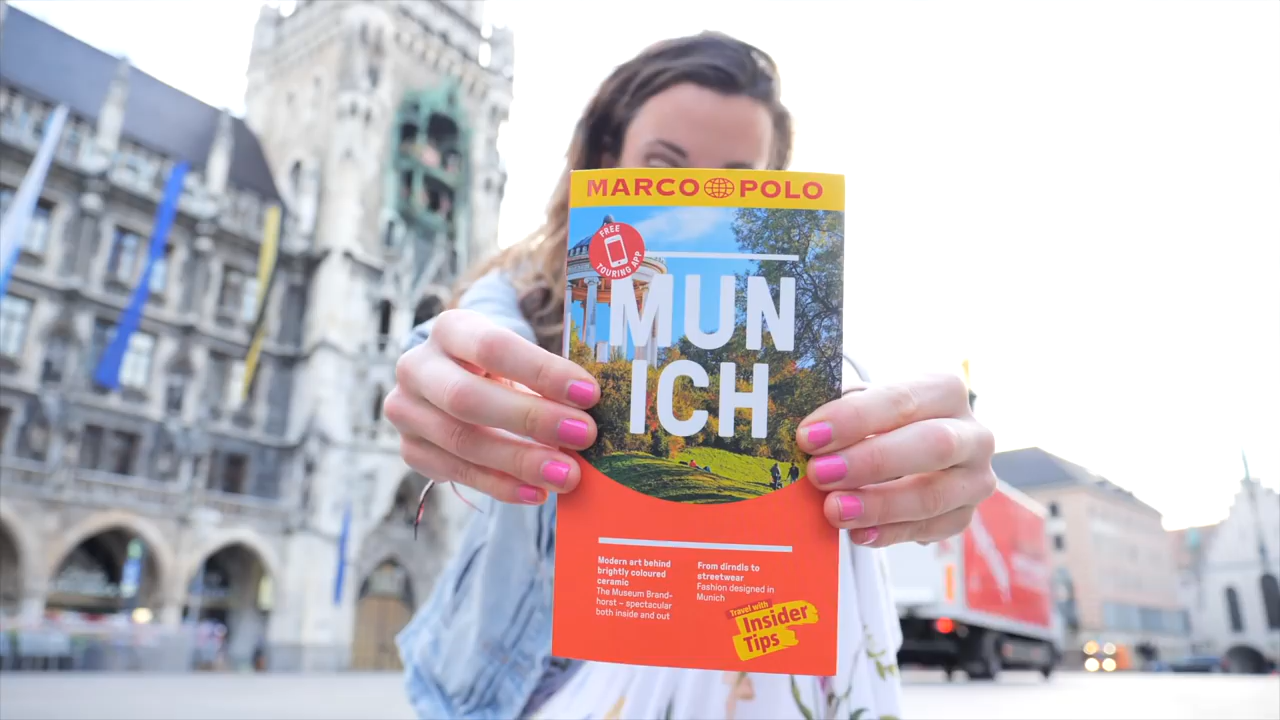 MARCO POLO
FREE
TOURING APP
MUN
ICH
Modern art behind
brightly coloured
ceramic
The Museum Brand-
horst – spectacular
both inside and out
From dirndls to
streetwear
Fashion designed in
Munich
Travel with
Insider
Tips